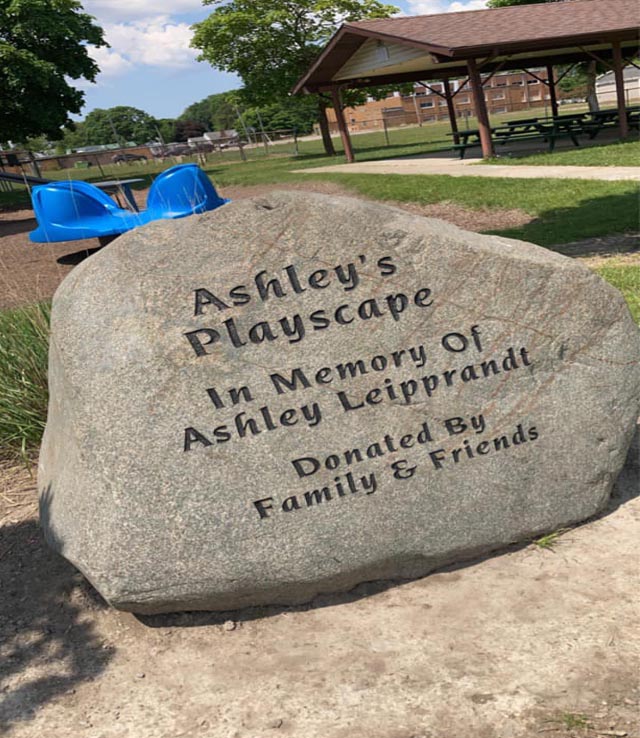 Ashley's
Playscape
In Memory Of
Ashley Leipprandt
Donated By
Family & Friends